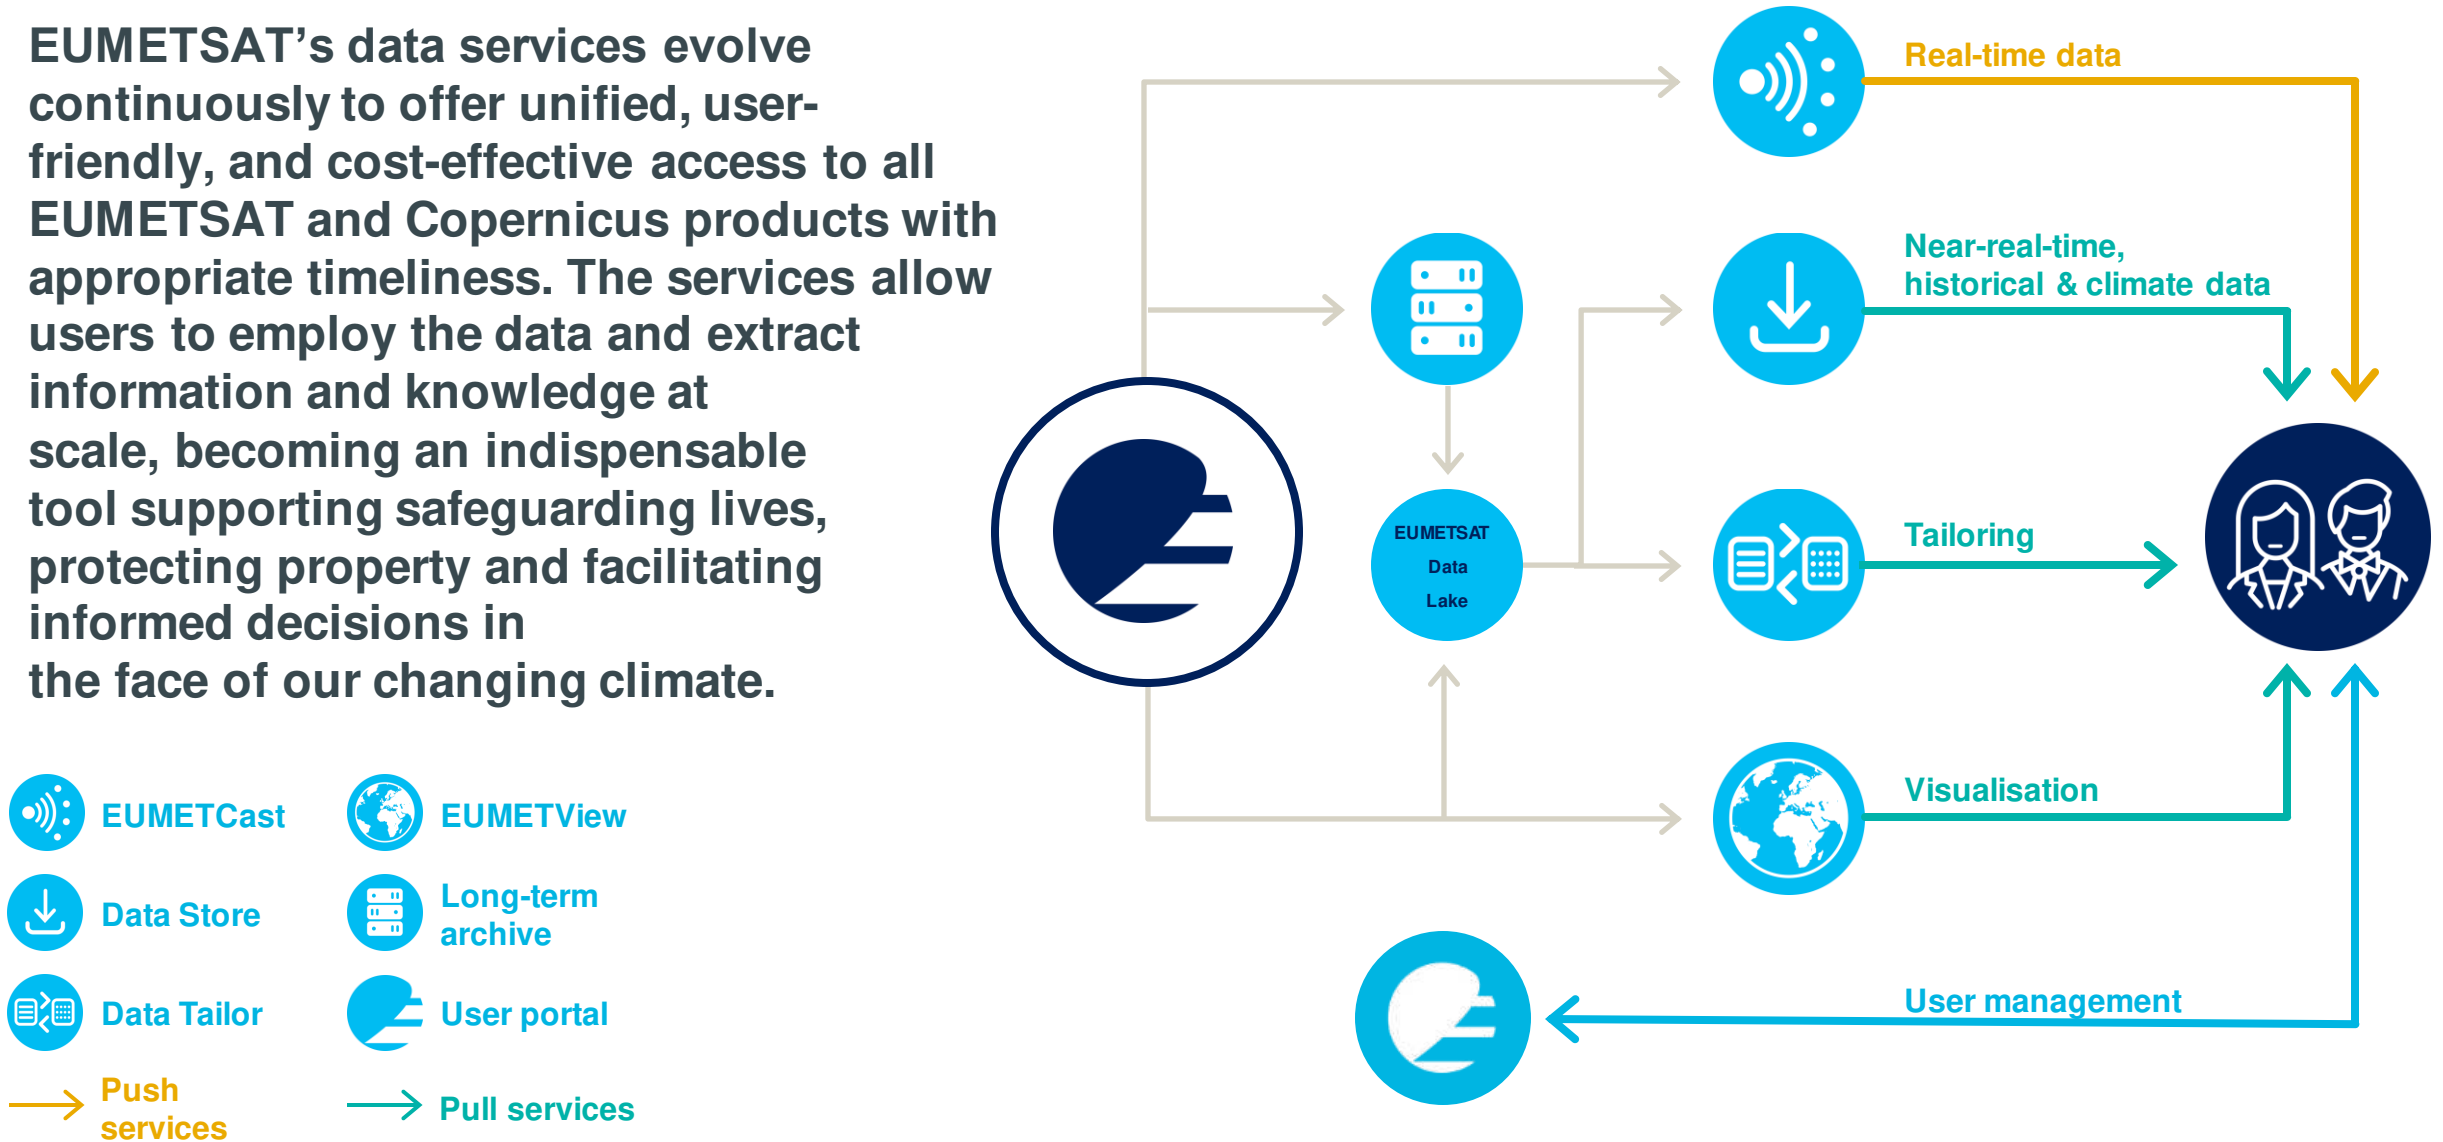 EUMETSAT’s data services evolve
continuously to offer unified, user-
friendly, and cost-effective access to all
EUMETSAT and Copernicus products with
appropriate timeliness. The services allow
users to employ the data and extract
information and knowledge at
scale, becoming an indispensable
tool supporting safeguarding lives,
protecting property and facilitating
informed decisions in
the face of our changing climate.
EUMETCast
EUMETView
Data Store
Long-term
archive
Data Tailor
User portal
Push
services
Pull services
Real-time data
Near-real-time,
historical & climate data
EUMETSAT
Data
Lake
Tailoring
Visualisation
User management